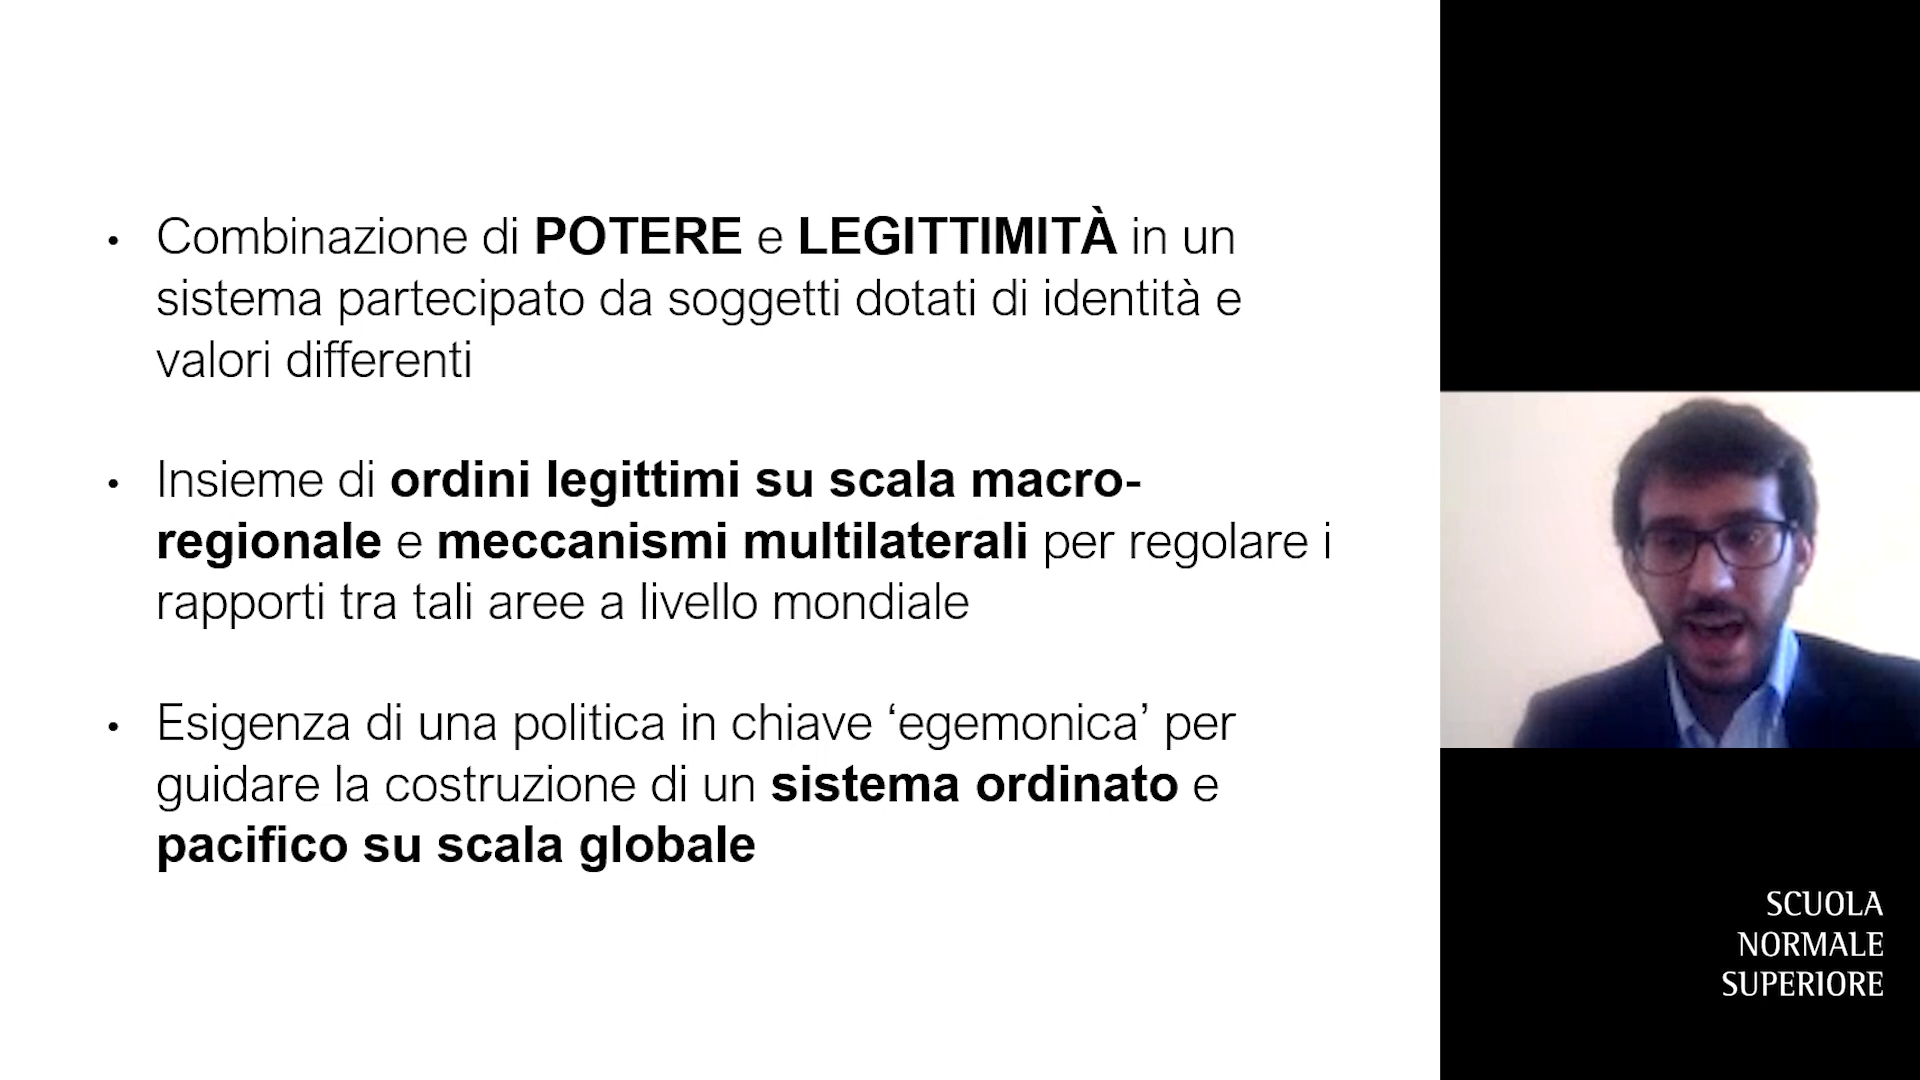 • Combinazione di POTERE e LEGITTIMITÀ in un
sistema partecipato da soggetti dotati di identità e
valori differenti
• Insieme di ordini legittimi su scala macro-
regionale e meccanismi multilaterali per regolare i
rapporti tra tali aree a livello mondiale
• Esigenza di una politica in chiave ‘egemonica’ per
guidare la costruzione di un sistema ordinato e
pacifico su scala globale
SCUOLA
NORMALE
SUPERIORE